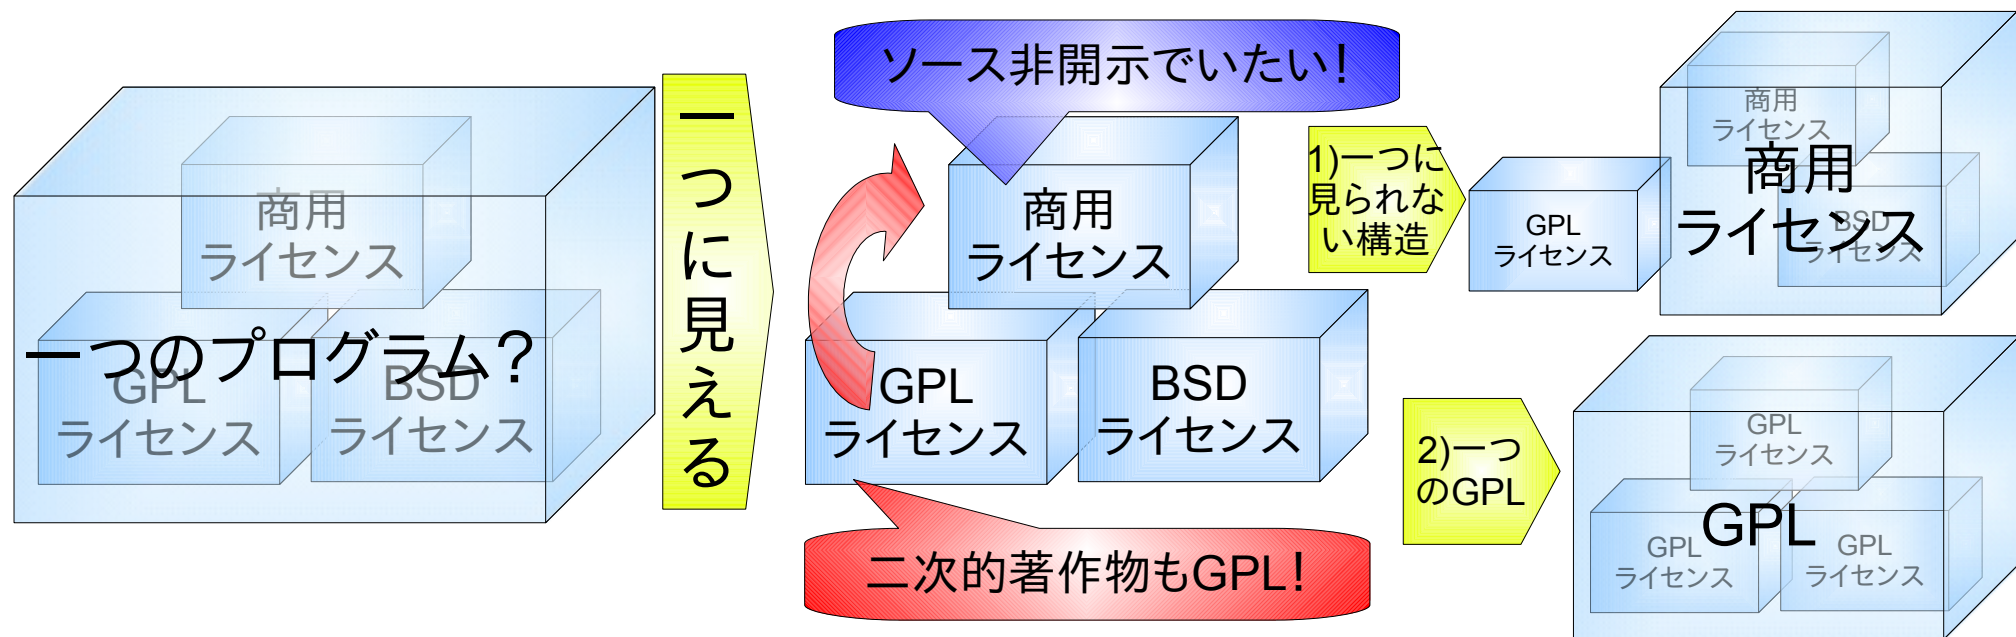 商用
ライセンス
一つのプログラム？
GPL
ライセンス
BSD
ライセンス
一つに見える
ソース非開示でいたい！
商用
ライセンス
GPL
ライセンス
BSD
ライセンス
二次的著作物もGPL！
1)一つに
見られな
い構造
GPL
ライセンス
商用
ライセンス
商用
ライセンス
BSD
ライセンス
2)一つ
のGPL
GPL
ライセンス
GPL
GPL
ライセンス
GPL
ライセンス